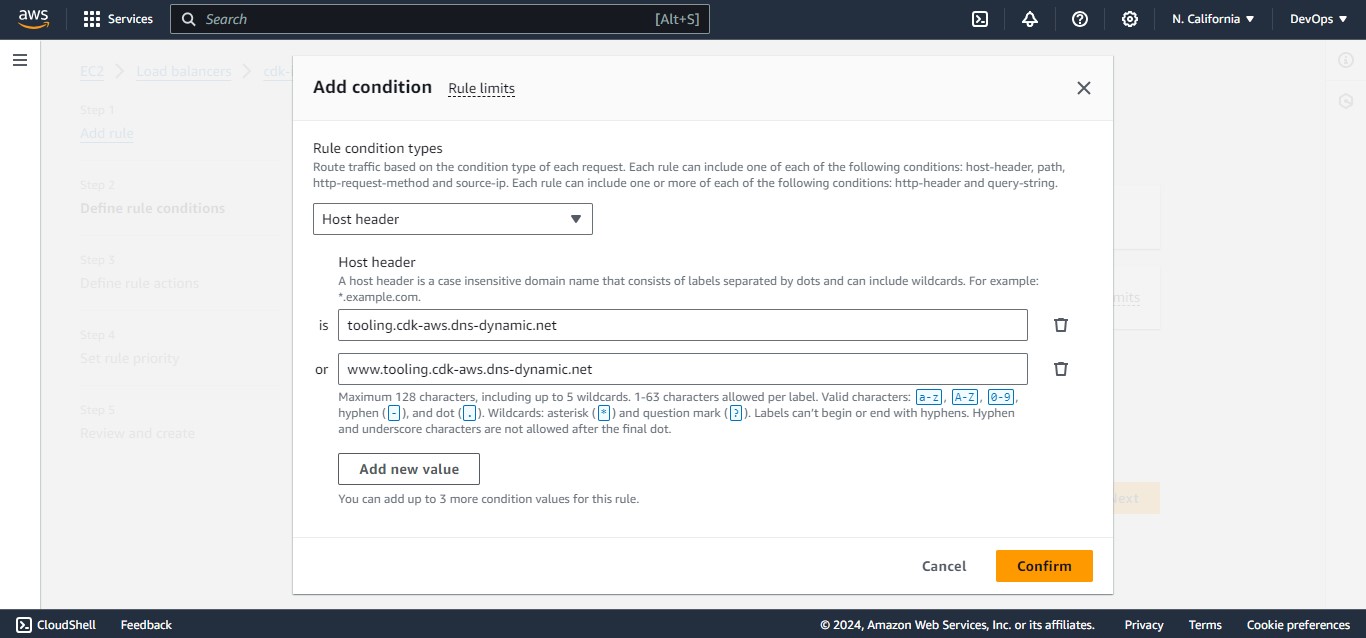 aws
Services
Search
[Alt+S]
N. California ▼
DevOps ▼
EC2 > Load balancers >
Step 1
Add rule
Step 2
Define rule conditions
Step 3
Define rule actions
Step 4
Set rule priority
Step 5
Review and create
Add condition Rule limits
Rule condition types
Route traffic based on the condition type of each request. Each rule can include one of each of the following conditions: host-header, path,
http-request-method and source-ip. Each rule can include one or more of each of the following conditions: http-header and query-string.
Host header
Host header
A host header is a case insensitive domain name that consists of labels separated by dots and can include wildcards. For example:
*.example.com.
is tooling.cdk-aws.dns-dynamic.net
or www.tooling.cdk-aws.dns-dynamic.net
Maximum 128 characters, including up to 5 wildcards. 1-63 characters allowed per label. Valid characters: a-z, A-Z, 0-9,
hyphen (-), and dot (.). Wildcards: asterisk (*) and question mark (?). Labels can't begin or end with hyphens. Hyphen
and underscore characters are not allowed after the final dot.
Add new value
You can add up to 3 more condition values for this rule.
Cancel Confirm
CloudShell Feedback © 2024, Amazon Web Services, Inc. or its affiliates. Privacy Terms Cookie preferences